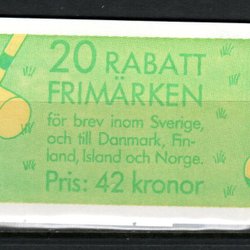 20 RABATT
FRIMÄRKEN
för brev inom Sverige,
och till Danmark, Fin-
land, Island och Norge.
Pris: 42 kronor